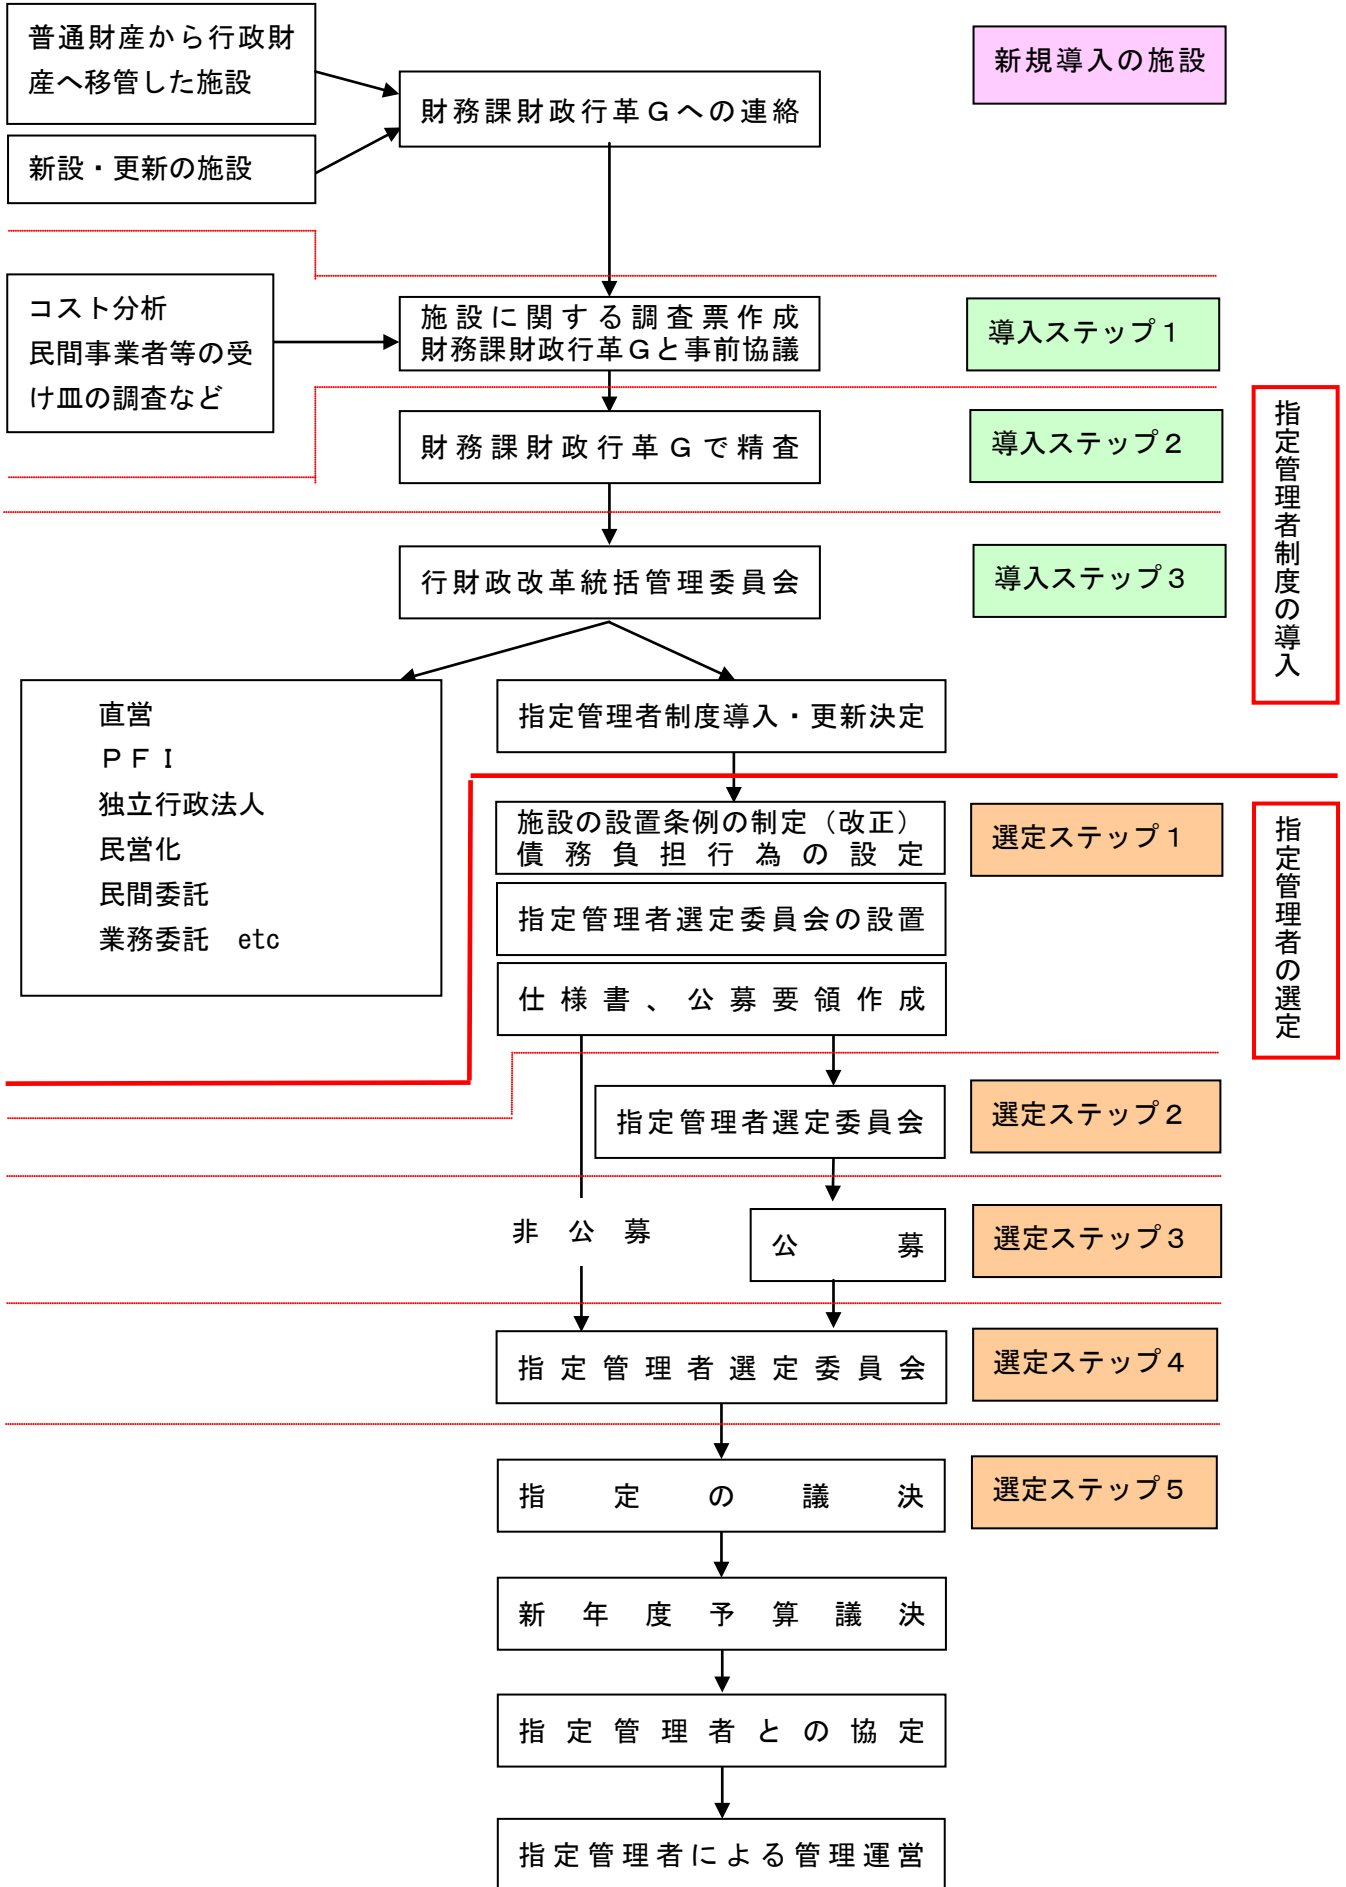 普通財産から行政財
産へ移管した施設
新規導入の施設
財務課財政行革Gへの連絡
新設・更新の施設
コスト分析
民間事業者等の受
け皿の調査など
施設に関する調査票作成
財務課財政行革Gと事前協議
導入ステップ1
財務課財政行革Gで精査
導入ステップ2
指定管理者制度の導入
行財政改革統括管理委員会
導入ステップ3
直営
PFI
独立行政法人
民営化
民間委託
業務委託 etc
指定管理者制度導入・更新決定
施設の設置条例の制定（改正）
債務負担行為の設定
選定ステップ1
指定管理者の選定
指定管理者選定委員会の設置
仕様書、公募要領作成
指定管理者選定委員会
選定ステップ2
非公募
公募
選定ステップ3
指定管理者選定委員会
選定ステップ4
指定の議決
選定ステップ5
新年度予算議決
指定管理者との協定
指定管理者による管理運営